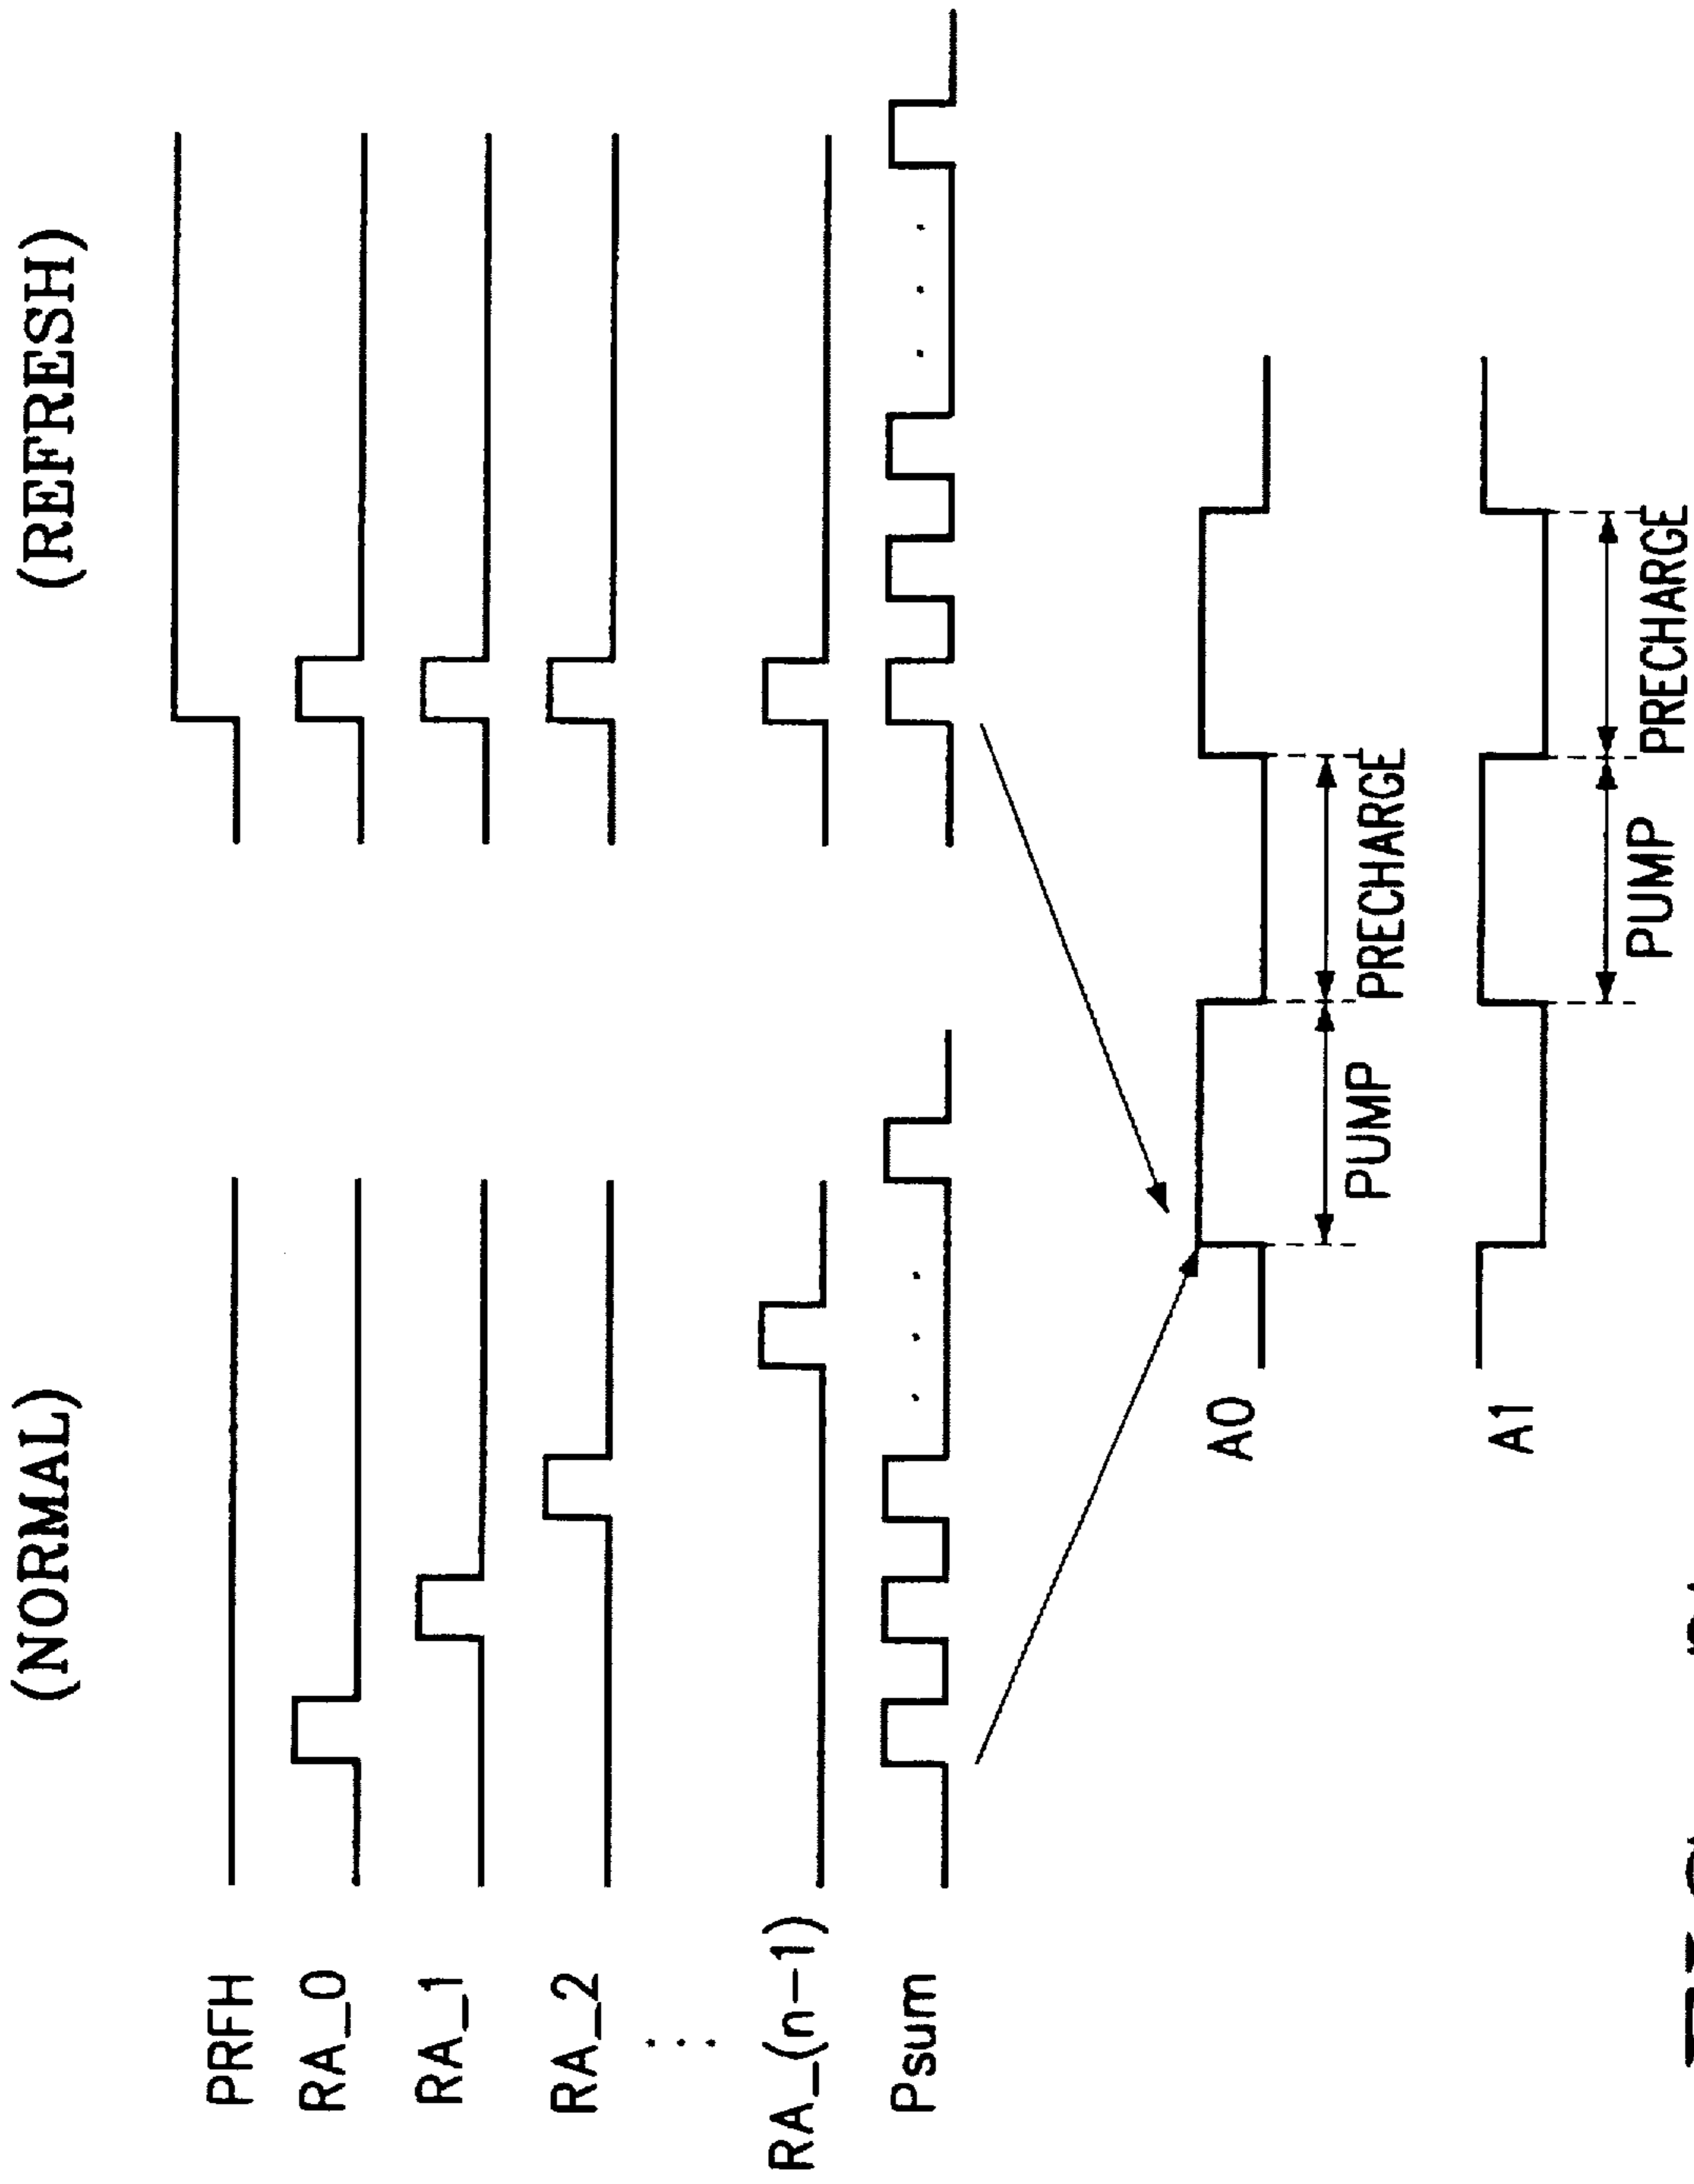 (NORMAL) (REFRESH)
PRFH
RA_0
RA_1
RA_2
RA_(n-1)
Psum
A0
PUMP PRECHARGE
A1
PUMP PRECHARGE